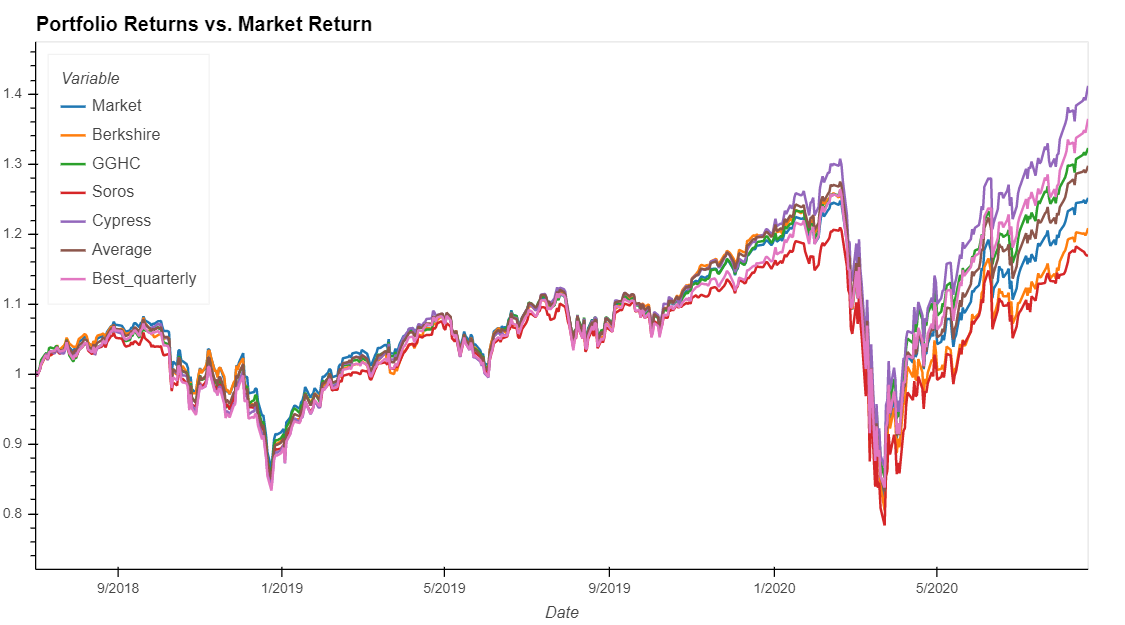 Portfolio Returns vs. Market Return
Variable
Market
Berkshire
GGHC
Soros
Cypress
Average
Best_quarterly
1.4
1.3
1.2
1.1
1
0.9
0.8
9/2018 1/2019 5/2019 9/2019 1/2020 5/2020
Date